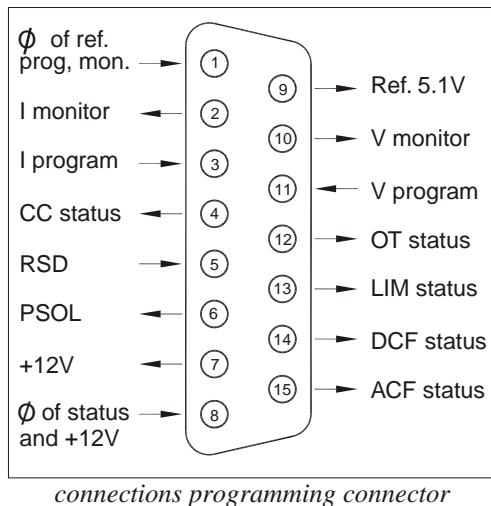 ϕ of ref.
prog, mon.
I monitor
I program
CC status
RSD
PSOL
+12V
ϕ of status
and +12V
1
2
3
4
5
6
7
8
9
10
11
12
13
14
15
Ref. 5.1V
V monitor
V program
OT status
LIM status
DCF status
ACF status
connections programming connector